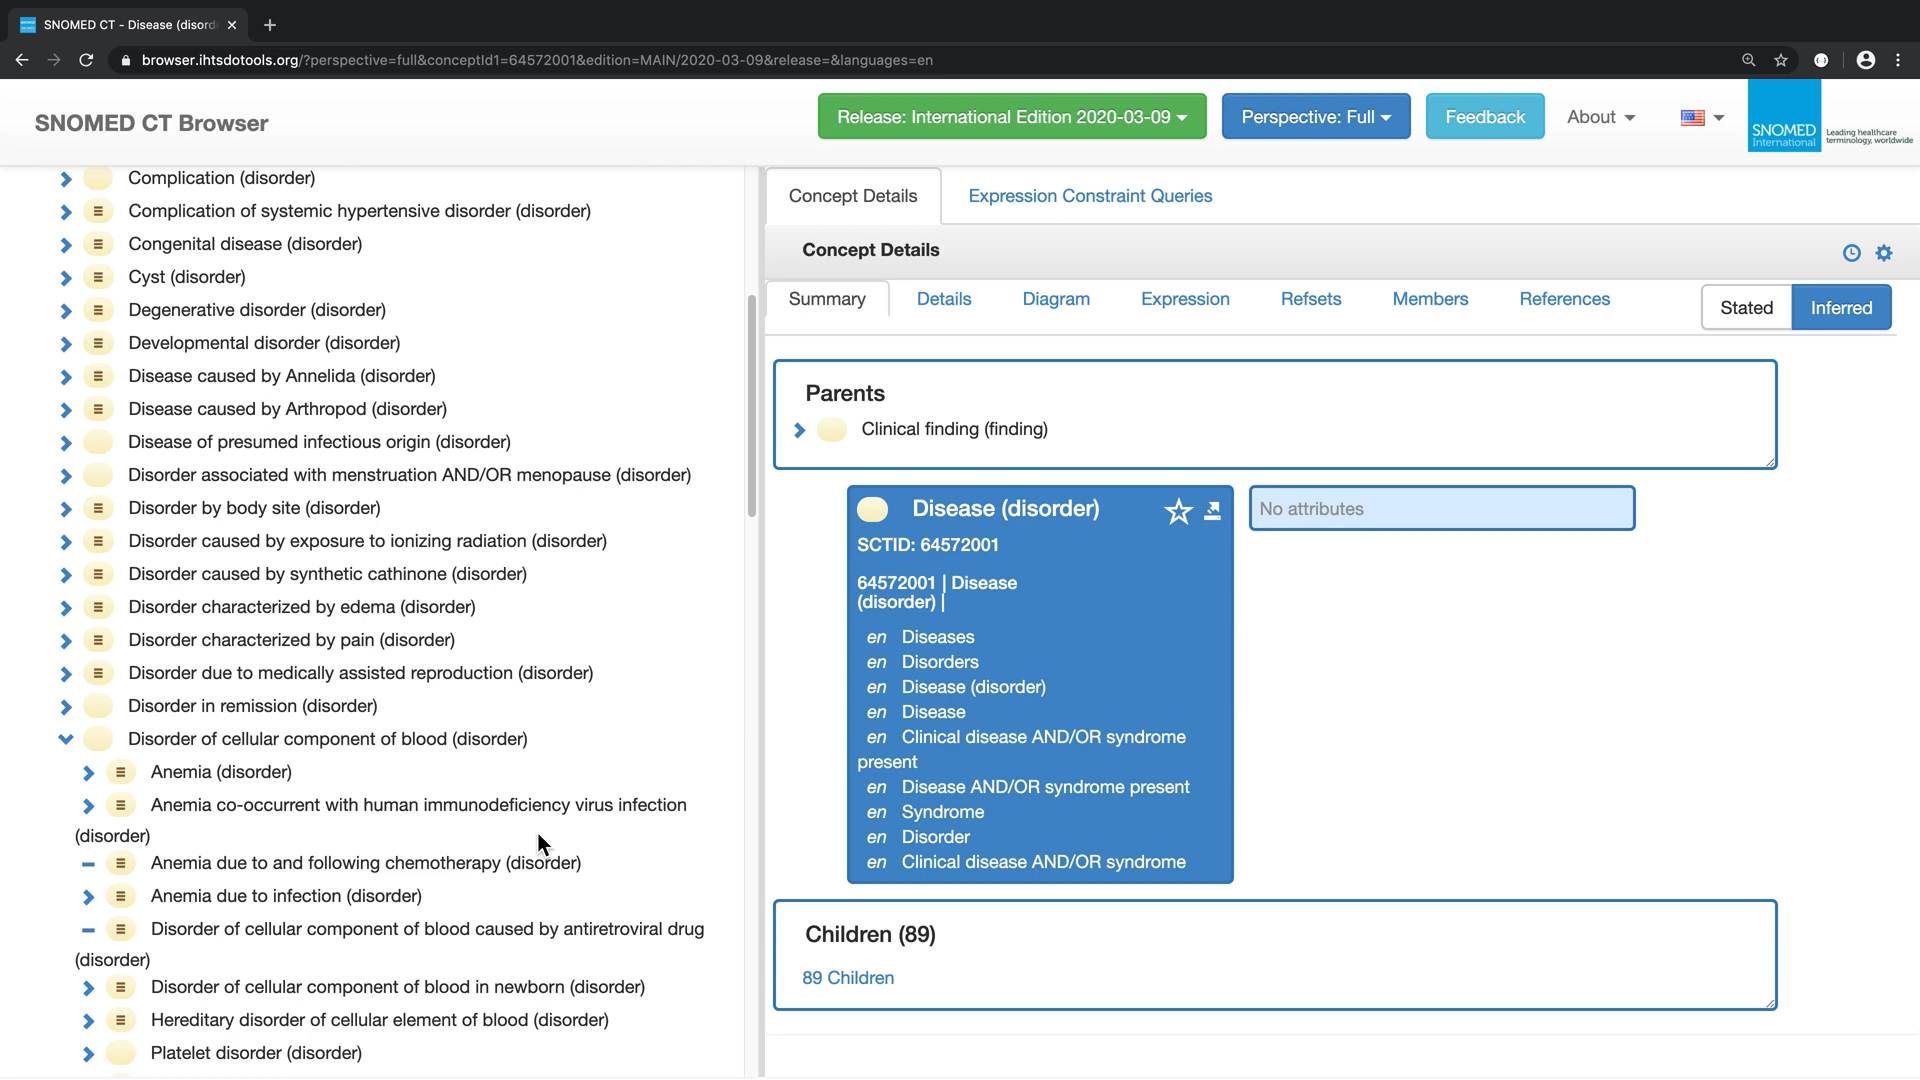 SNOMED CT - Disease (disord
browser.ihtsdotools.org/?perspective=full&conceptId1=64572001&edition=MAIN/2020-03-09&release=&languages=en
SNOMED CT Browser
Release: International Edition 2020-03-09
Perspective: Full
Feedback
About
SNOMED
International
Leading healthcare
terminology, worldwide
Complication (disorder)
Complication of systemic hypertensive disorder (disorder)
Congenital disease (disorder)
Cyst (disorder)
Degenerative disorder (disorder)
Developmental disorder (disorder)
Disease caused by Annelida (disorder)
Disease caused by Arthropod (disorder)
Disease of presumed infectious origin (disorder)
Disorder associated with menstruation AND/OR menopause (disorder)
Disorder by body site (disorder)
Disorder caused by exposure to ionizing radiation (disorder)
Disorder caused by synthetic cathinone (disorder)
Disorder characterized by edema (disorder)
Disorder characterized by pain (disorder)
Disorder due to medically assisted reproduction (disorder)
Disorder in remission (disorder)
Disorder of cellular component of blood (disorder)
Anemia (disorder)
Anemia co-occurrent with human immunodeficiency virus infection
(disorder)
Anemia due to and following chemotherapy (disorder)
Anemia due to infection (disorder)
Disorder of cellular component of blood caused by antiretroviral drug
(disorder)
Disorder of cellular component of blood in newborn (disorder)
Hereditary disorder of cellular element of blood (disorder)
Platelet disorder (disorder)
Concept Details
Expression Constraint Queries
Concept Details
Summary
Details
Diagram
Expression
Refsets
Members
References
Stated
Inferred
Parents
Clinical finding (finding)
Disease (disorder)
SCTID: 64572001
64572001 | Disease
(disorder) |
en Diseases
en Disorders
en Disease (disorder)
en Disease
en Clinical disease AND/OR syndrome
present
en Disease AND/OR syndrome present
en Syndrome
en Disorder
en Clinical disease AND/OR syndrome
No attributes
Children (89)
89 Children